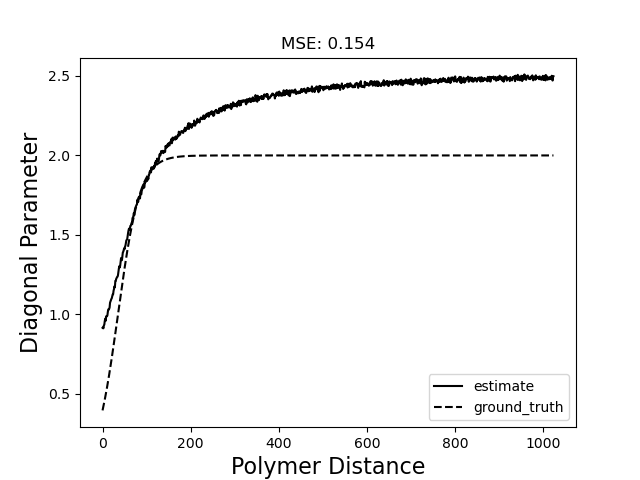 MSE: 0.154
2.5
2.0
1.5
1.0
0.5
Diagonal Parameter
estimate
ground_truth
0 200 400 600 800 1000
Polymer Distance